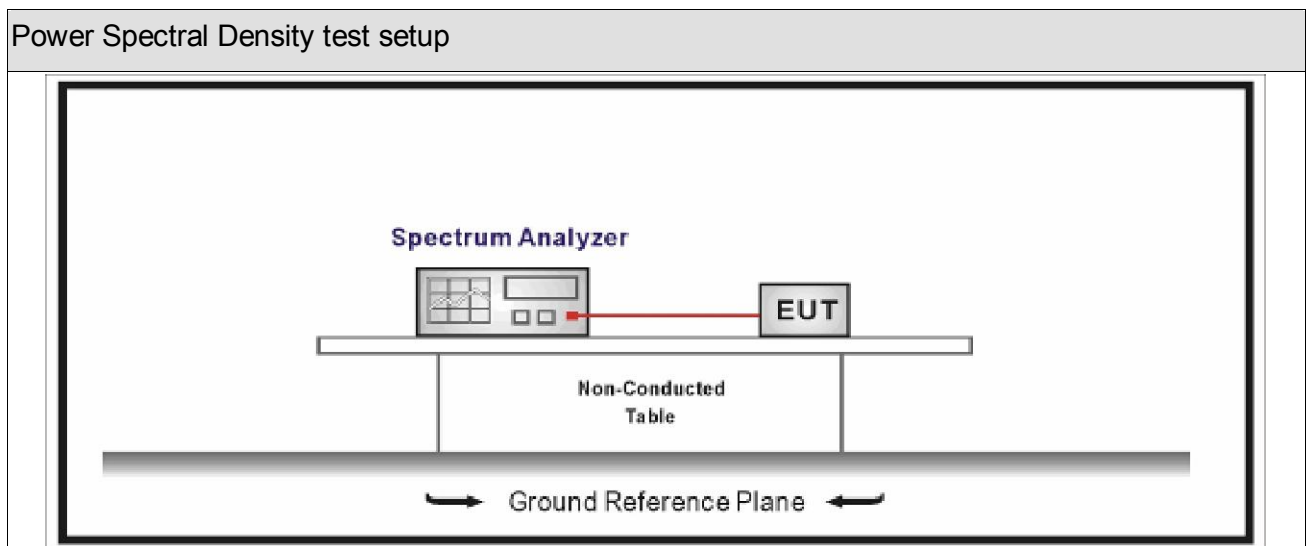 Power Spectral Density test setup
Spectrum Analyzer
EUT
Non-Conducted
Table
Ground Reference Plane